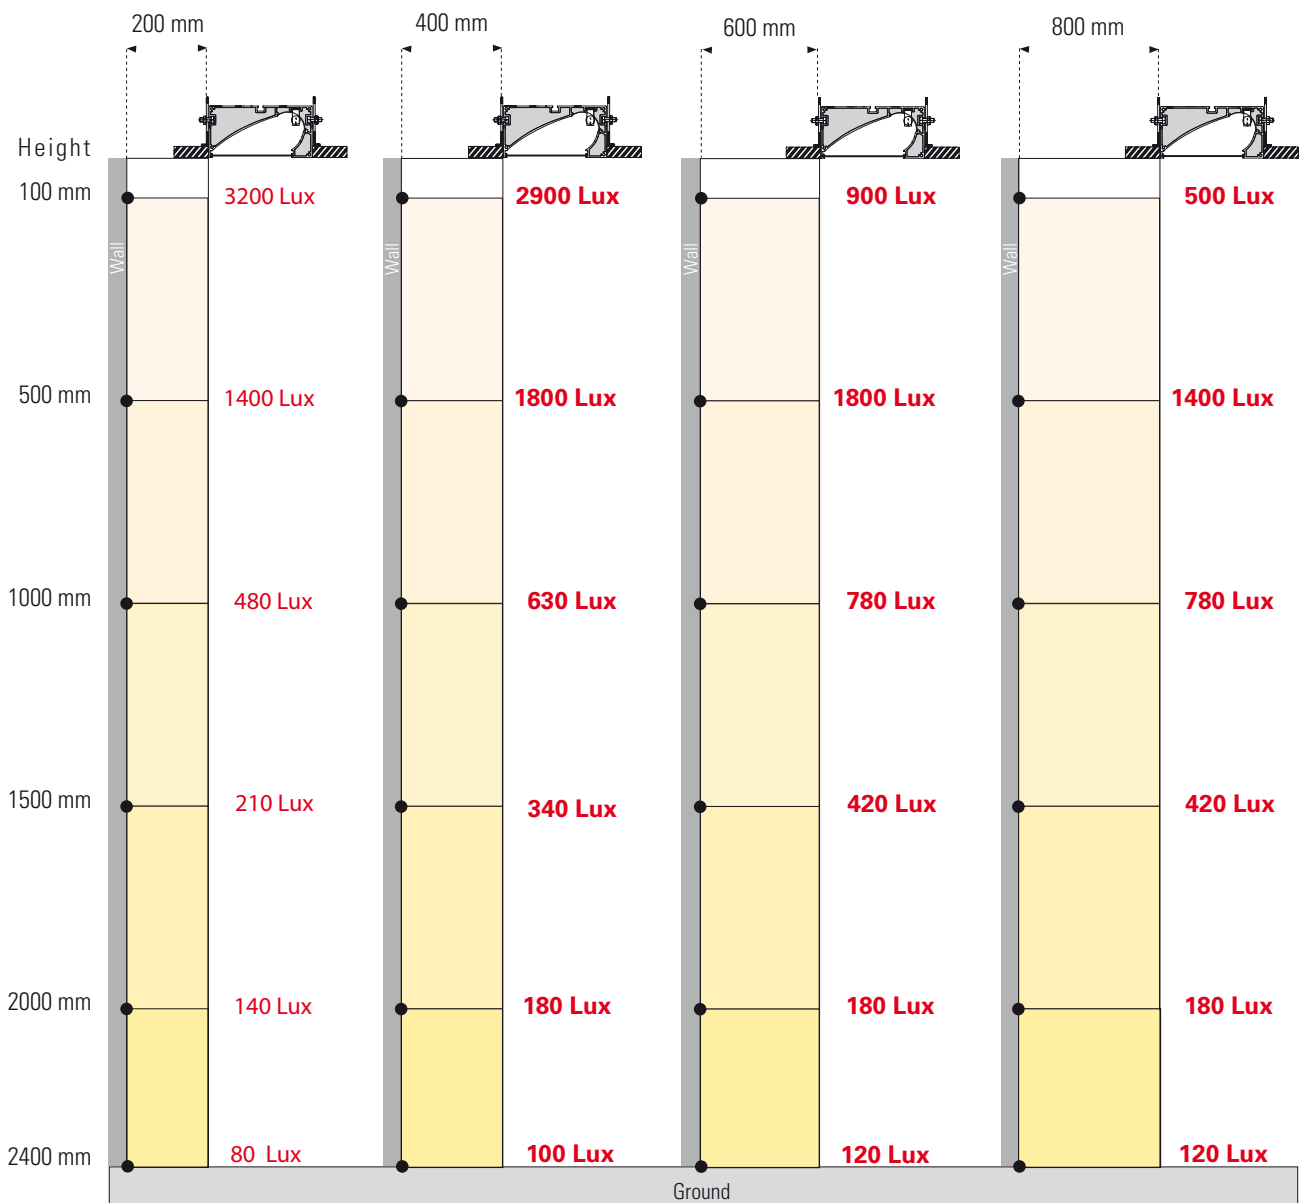 200 mm 400 mm 600 mm 800 mm
Height
100 mm 3200 Lux 2900 Lux 900 Lux 500 Lux
Wall Wall Wall Wall
500 mm 1400 Lux 1800 Lux 1800 Lux 1400 Lux
1000 mm 480 Lux 630 Lux 780 Lux 780 Lux
1500 mm 210 Lux 340 Lux 420 Lux 420 Lux
2000 mm 140 Lux 180 Lux 180 Lux 180 Lux
2400 mm 80 Lux 100 Lux 120 Lux 120 Lux
Ground